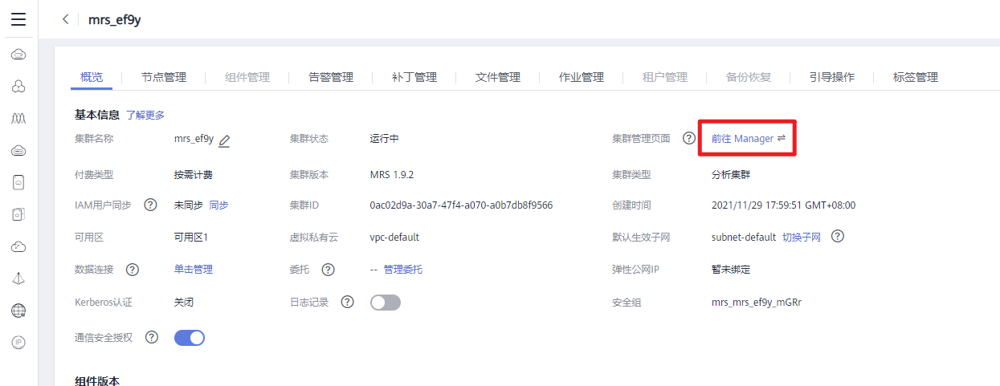 mrs_ef9y
概览 节点管理 组件管理 告警管理 补丁管理 文件管理 作业管理 租户管理 备份恢复 引导操作 标签管理
基本信息 了解更多
集群名称 mrs_ef9y 集群状态 运行中 集群管理页面 ? 前往 Manager
付费类型 按需计费 集群版本 MRS 1.9.2 集群类型 分析集群
IAM用户同步 ? 未同步 同步 集群ID 0ac02d9a-30a7-47f4-a070-a0b7db8f9566 创建时间 2021/11/29 17:59:51 GMT+08:00
可用区 可用区1 虚拟私有云 vpc-default 默认生效子网 subnet-default 切换子网 ?
数据连接 ? 单击管理 委托 ? -- 管理委托 弹性公网IP 暂未绑定
Kerberos认证 关闭 日志记录 ? 安全组 mrs_mrs_ef9y_mGRr
IP 通信安全授权 ?
组件版本